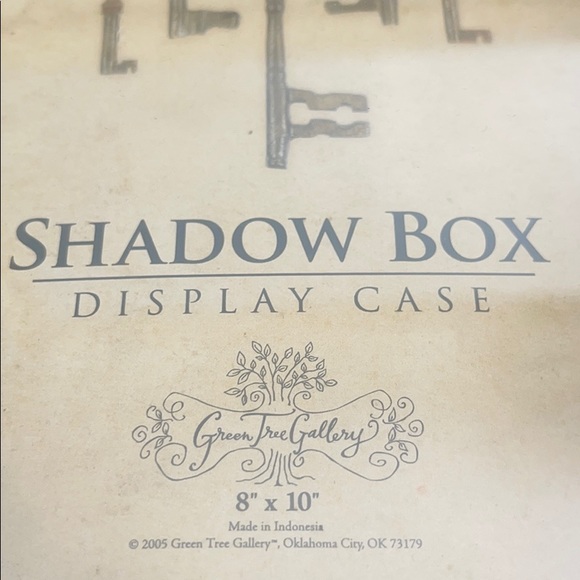 SHADOW BOX
DISPLAY CASE
Green Tree Gallery
8" x 10"
Made in Indonesia
© 2005 Green Tree Gallery™, Oklahoma City, OK 73179